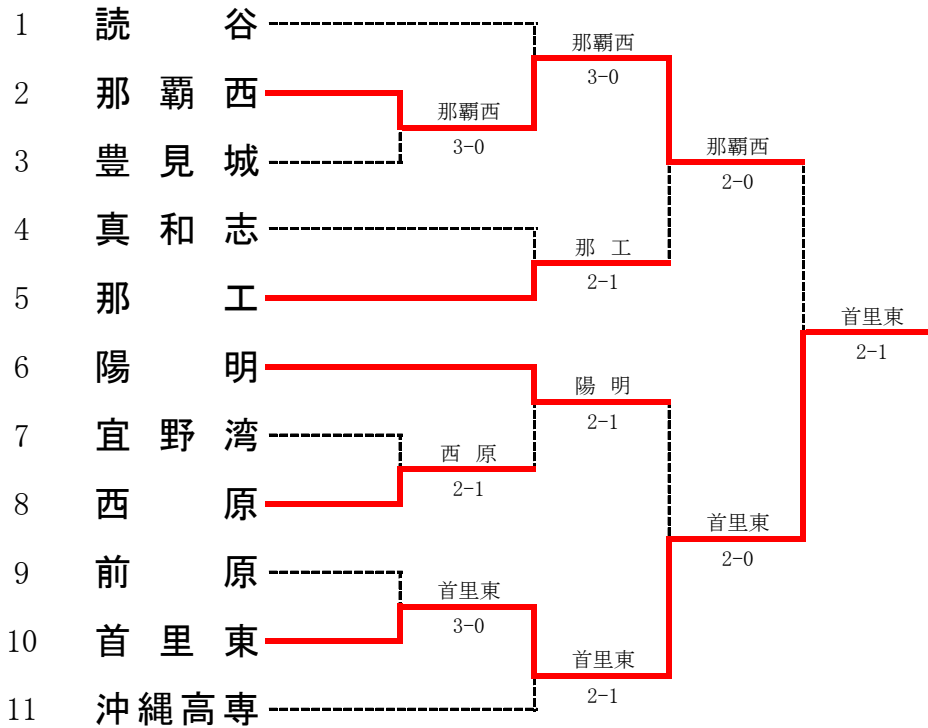 1 読谷
2 那覇西
3 豊見城
4 真和志
5 那工
6 陽明
7 宜野湾
8 西原
9 前原
10 首里東
11 沖縄高専
那覇西
3-0
西原
2-1
首里東
3-0
那覇西
3-0
那工
2-1
陽明
2-1
首里東
2-1
那覇西
2-0
首里東
2-0
首里東
2-1